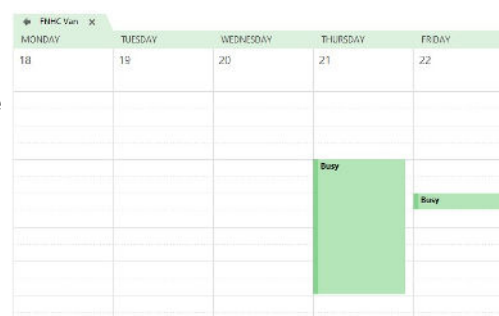 FNHC Van x
MONDAY TUESDAY WEDNESDAY THURSDAY FRIDAY
18 19 20 21 22
Busy
Busy